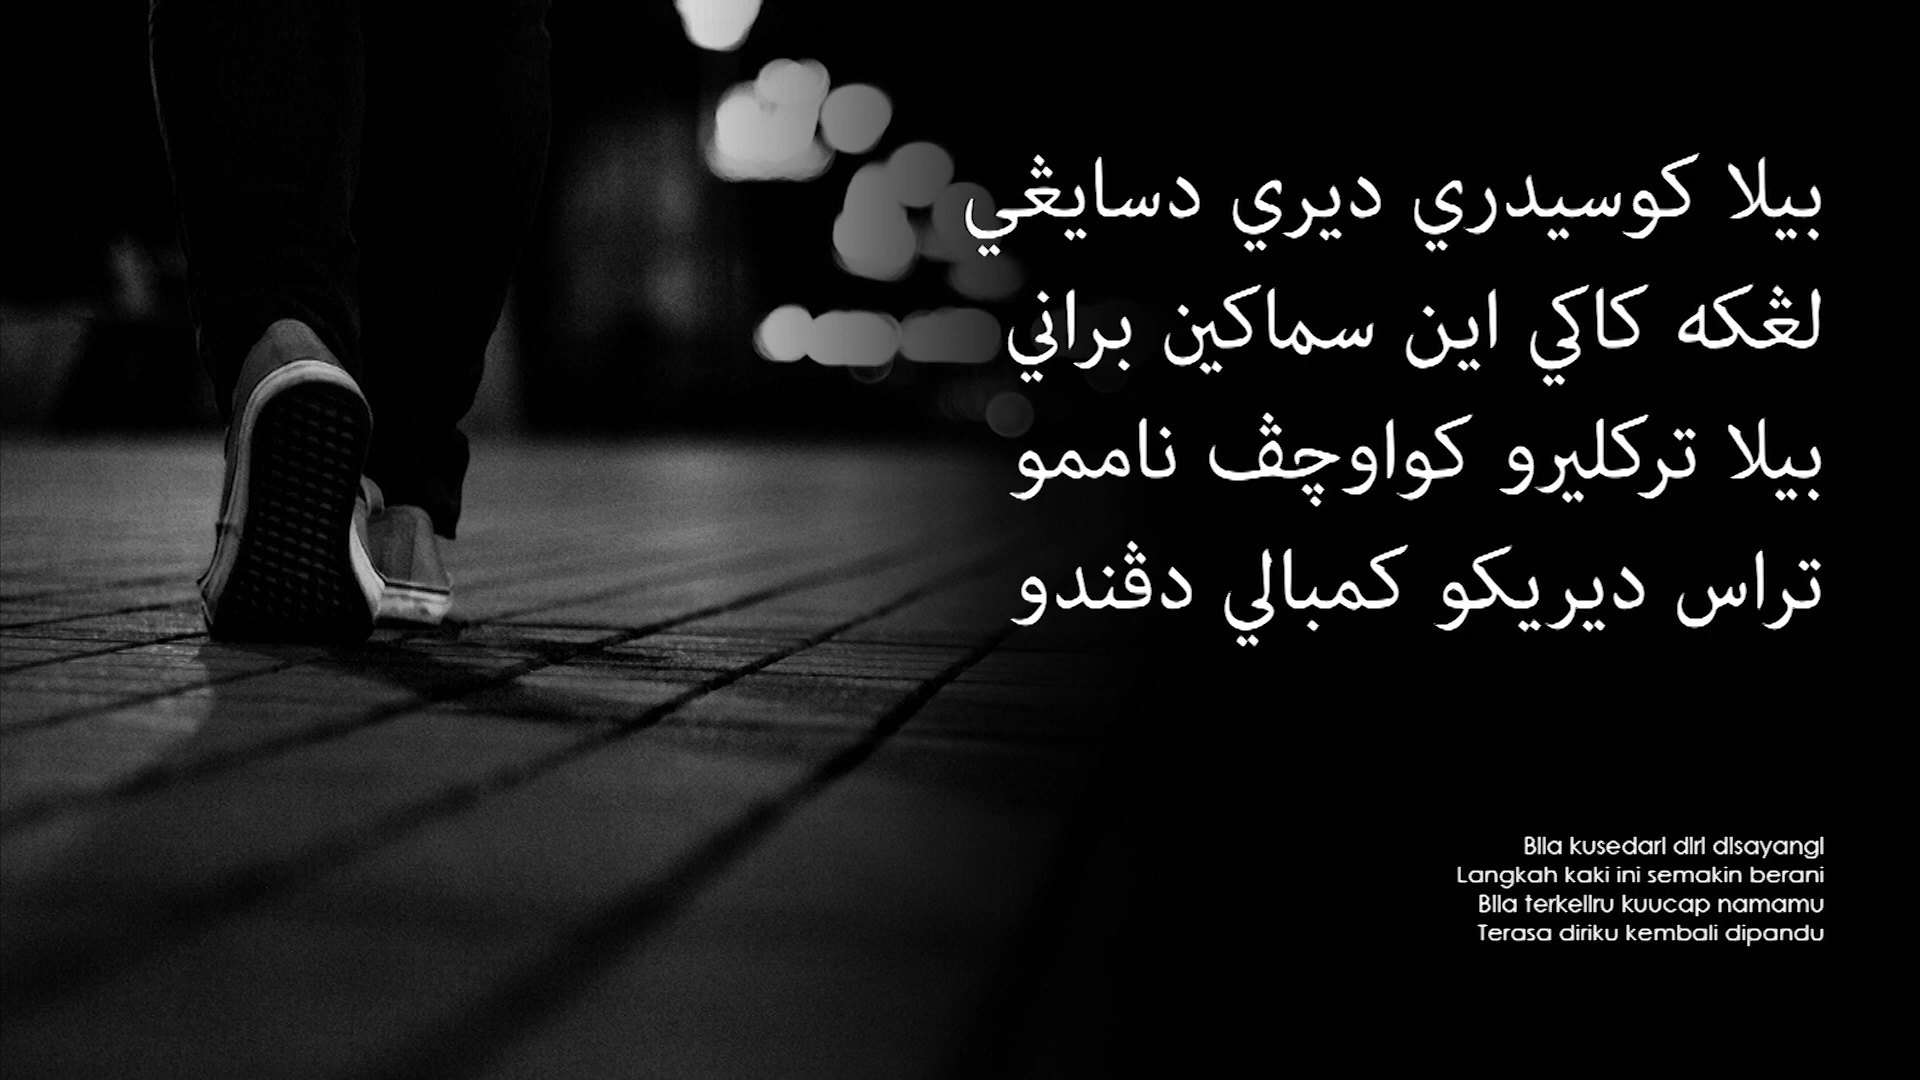 بيلا كوسيدري ديري دسايڠي
لڠكه كاكي اين سماكين براني
بيلا تركليرو كواوچڤ ناممو
تراس ديريكو كمبالي دڤندو
Bila kusedari diri disayangi
Langkah kaki ini semakin berani
Bila terkeliru kuucap namamu
Terasa diriku kembali dipandu